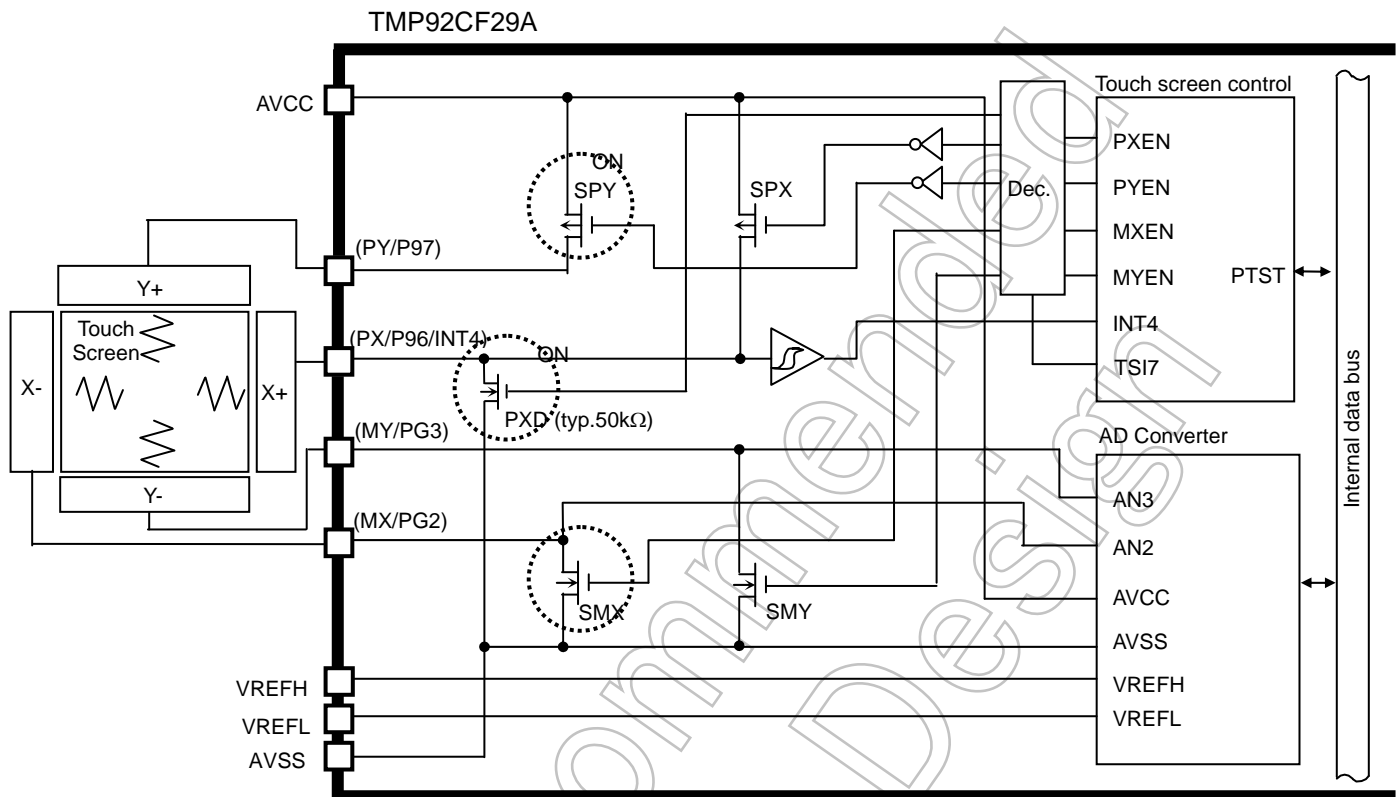 TMP92CF29A
AVCC
Touch screen control
ON
SPY
SPX
Dec.
PXEN
PYEN
MXEN
MYEN
PTST
INT4
TSI7
(PY/P97)
Y+
Touch
Screen
X-
X+
Y-
(PX/P96/INT4)
ON
PXD (typ.50kΩ)
(MY/PG3)
(MX/PG2)
SMX
SMY
AD Converter
AN3
AN2
AVCC
AVSS
VREFH
VREFL
Internal data bus
VREFH
VREFL
AVSS
ommended
Design